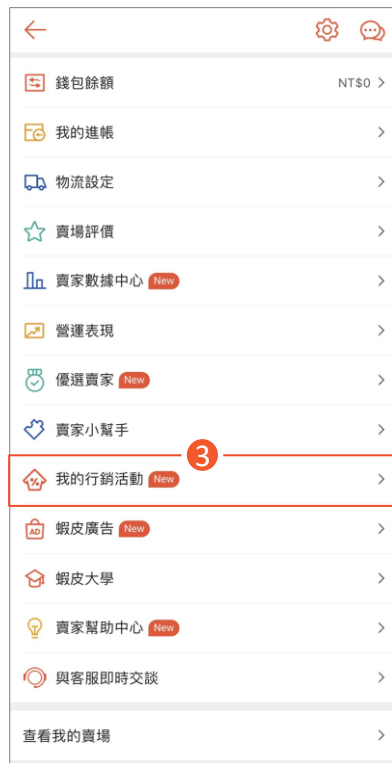 錢包餘額 NT$0 >
我的進帳 >
物流設定 >
賣場評價 >
賣家數據中心 New >
營運表現 >
優選賣家 New >
賣家小幫手 >
3
我的行銷活動 New >
AD 蝦皮廣告 New >
蝦皮大學 >
賣家幫助中心 New >
與客服即時交談 >
查看我的賣場 >